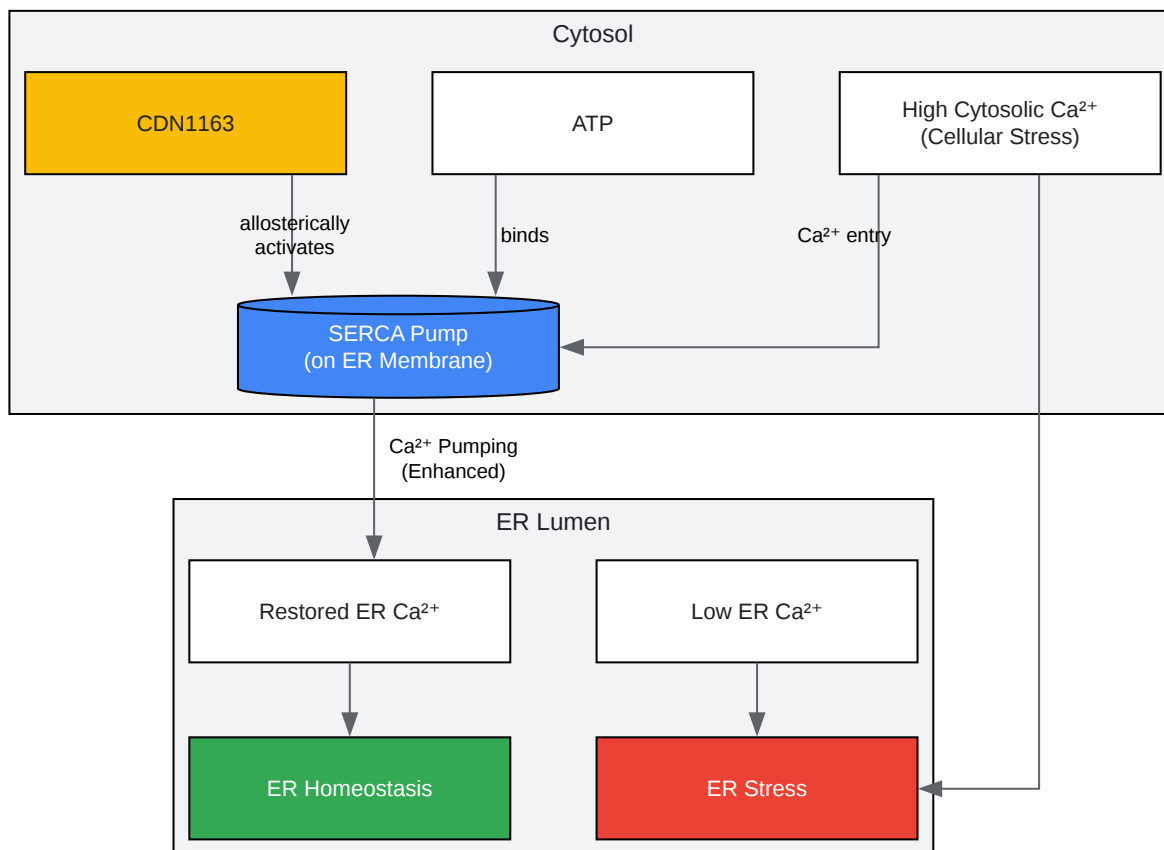 Cytosol
CDN1163
ATP
High Cytosolic Ca²⁺
(Cellular Stress)
allosterically
activates
binds
Ca²⁺ entry
SERCA Pump
(on ER Membrane)
Ca²⁺ Pumping
(Enhanced)
ER Lumen
Restored ER Ca²⁺
Low ER Ca²⁺
ER Homeostasis
ER Stress